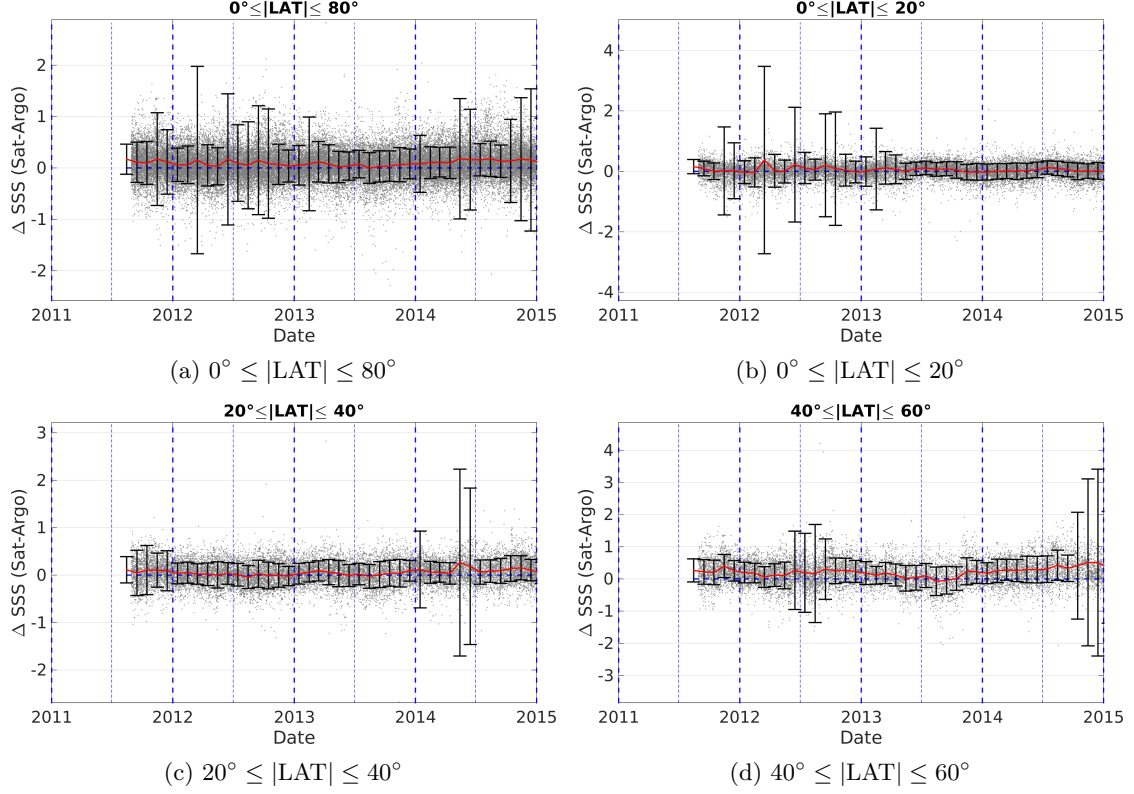 0°≤|LAT|≤ 80°
Δ SSS (Sat-Argo)
2
1
0
-1
-2
2011 2012 2013 2014 2015
Date
(a) 0° ≤ |LAT| ≤ 80°
0°≤|LAT|≤ 20°
Δ SSS (Sat-Argo)
4
2
0
-2
-4
2011 2012 2013 2014 2015
Date
(b) 0° ≤ |LAT| ≤ 20°
20°≤|LAT|≤ 40°
Δ SSS (Sat-Argo)
3
2
1
0
-1
-2
2011 2012 2013 2014 2015
Date
(c) 20° ≤ |LAT| ≤ 40°
40°≤|LAT|≤ 60°
Δ SSS (Sat-Argo)
4
3
2
1
0
-1
-2
-3
2011 2012 2013 2014 2015
Date
(d) 40° ≤ |LAT| ≤ 60°